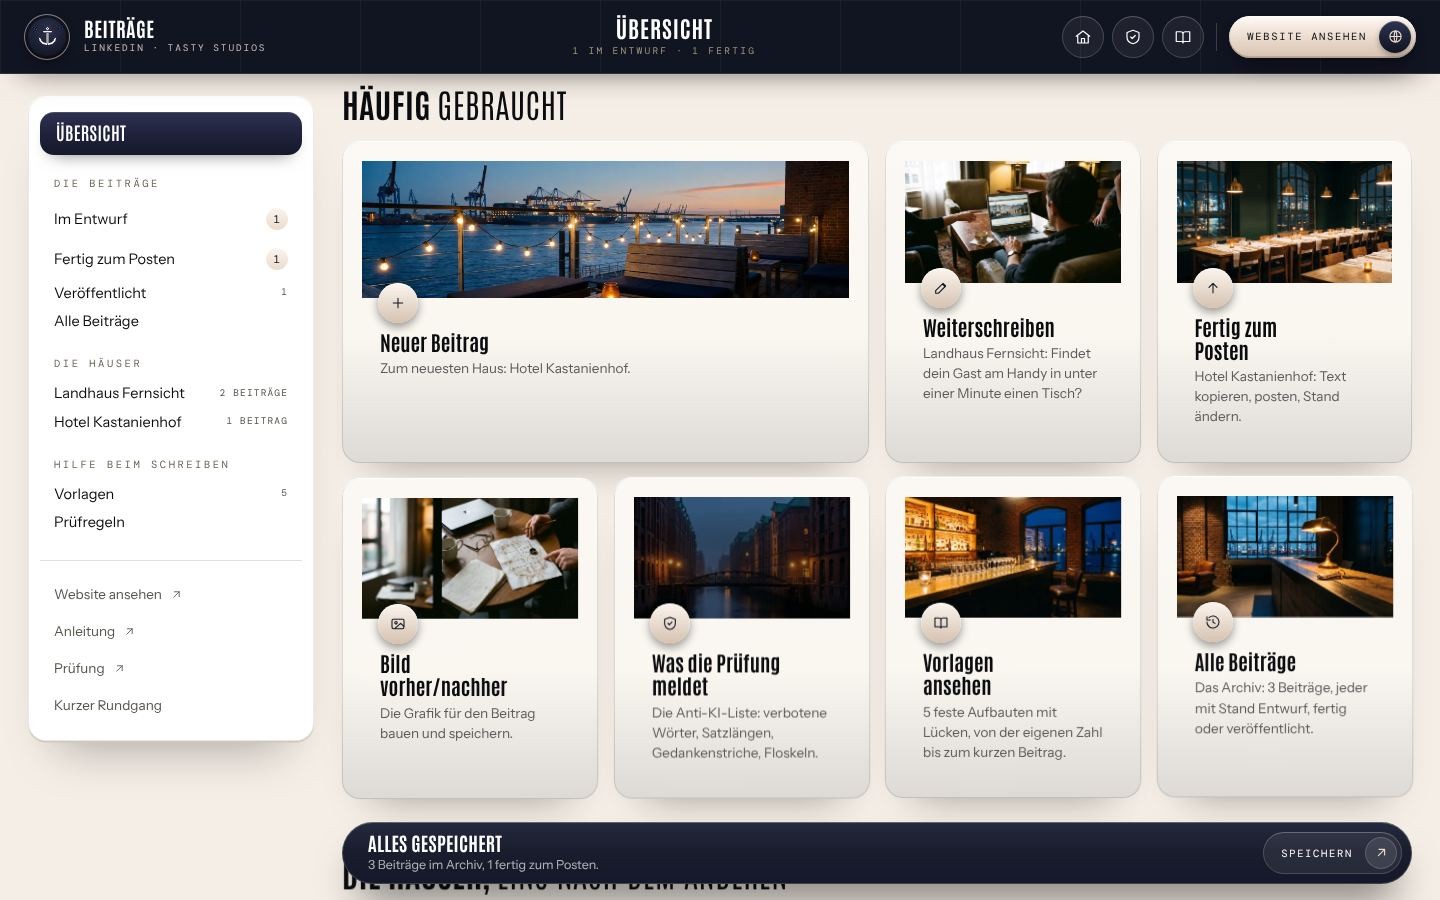 BEITRÄGE
LINKEDIN · TASTY STUDIOS
ÜBERSICHT
1 IM ENTWURF · 1 FERTIG
WEBSITE ANSEHEN
ÜBERSICHT
DIE BEITRÄGE
Im Entwurf 1
Fertig zum Posten 1
Veröffentlicht 1
Alle Beiträge
DIE HÄUSER
Landhaus Fernsicht 2 BEITRÄGE
Hotel Kastanienhof 1 BEITRAG
HILFE BEIM SCHREIBEN
Vorlagen 5
Prüfregeln
Website ansehen
Anleitung
Prüfung
Kurzer Rundgang
HÄUFIG GEBRAUCHT
Neuer Beitrag
Zum neuesten Haus: Hotel Kastanienhof.
Weiterschreiben
Landhaus Fernsicht: Findet
dein Gast am Handy in unter
einer Minute einen Tisch?
Fertig zum
Posten
Hotel Kastanienhof: Text
kopieren, posten, Stand
ändern.
Bild
vorher/nachher
Die Grafik für den Beitrag
bauen und speichern.
Was die Prüfung
meldet
Die Anti-KI-Liste: verbotene
Wörter, Satzlängen,
Gedankenstriche, Floskeln.
Vorlagen
ansehen
5 feste Aufbauten mit
Lücken, von der eigenen Zahl
bis zum kurzen Beitrag.
Alle Beiträge
Das Archiv: 3 Beiträge, jeder
mit Stand Entwurf, fertig
oder veröffentlicht.
ALLES GESPEICHERT
3 Beiträge im Archiv, 1 fertig zum Posten.
SPEICHERN
DIE HÄUSER, EINS NACH DEM ANDEREN